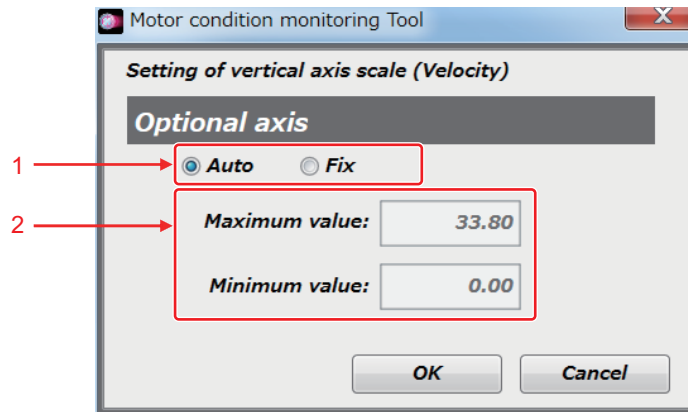 Motor condition monitoring Tool
X
Setting of vertical axis scale (Velocity)
Optional axis
1
Auto Fix
2
Maximum value: 33.80
Minimum value: 0.00
OK Cancel